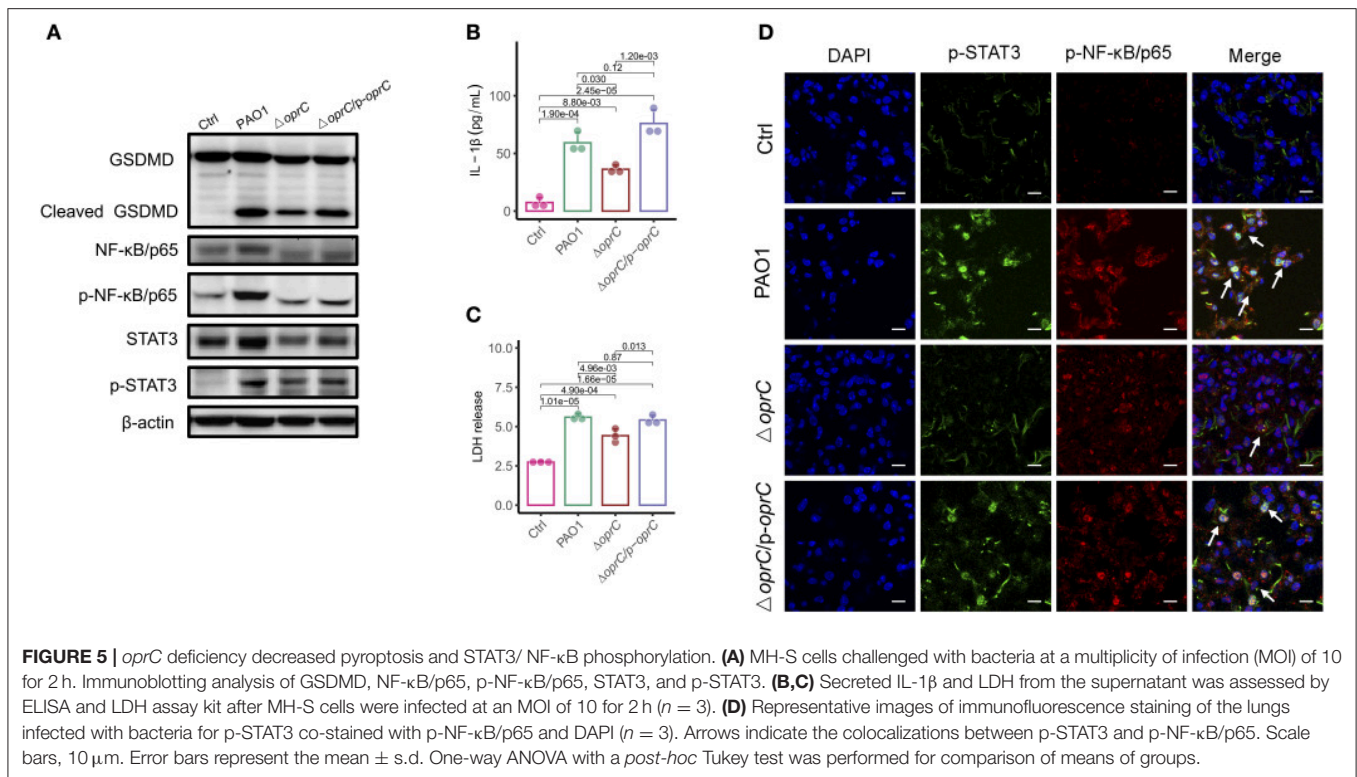 A
Ctrl PAO1 △oprC △oprC/p-oprC
GSDMD
Cleaved GSDMD
NF-κB/p65
p-NF-κB/p65
STAT3
p-STAT3
β-actin
B
1.20e-03
0.12
0.030
2.45e-05
8.80e-03
1.90e-04
IL-1β (pg/mL)
100
50
0
Ctrl PAO1 ΔoprC ΔoprC/p-oprC
C
0.013
0.87
4.96e-03
1.66e-05
4.90e-04
1.01e-05
LDH release
10.0
7.5
5.0
2.5
0.0
Ctrl PAO1 ΔoprC ΔoprC/p-oprC
D
DAPI p-STAT3 p-NF-κB/p65 Merge
Ctrl
PAO1
△oprC
△oprC/p-oprC
FIGURE 5 | oprC deficiency decreased pyroptosis and STAT3/ NF-κB phosphorylation. (A) MH-S cells challenged with bacteria at a multiplicity of infection (MOI) of 10
for 2 h. Immunoblotting analysis of GSDMD, NF-κB/p65, p-NF-κB/p65, STAT3, and p-STAT3. (B,C) Secreted IL-1β and LDH from the supernatant was assessed by
ELISA and LDH assay kit after MH-S cells were infected at an MOI of 10 for 2 h (n = 3). (D) Representative images of immunofluorescence staining of the lungs
infected with bacteria for p-STAT3 co-stained with p-NF-κB/p65 and DAPI (n = 3). Arrows indicate the colocalizations between p-STAT3 and p-NF-κB/p65. Scale
bars, 10 μm. Error bars represent the mean ± s.d. One-way ANOVA with a post-hoc Tukey test was performed for comparison of means of groups.